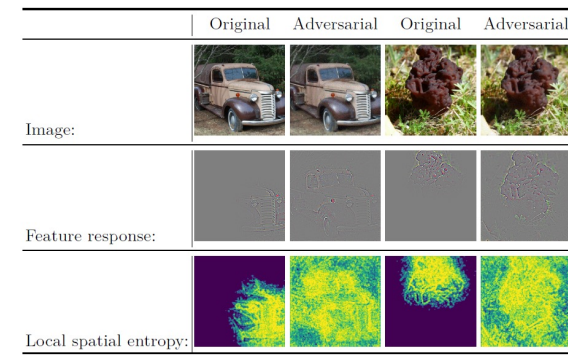 Original Adversarial Original Adversarial
Image:
Feature response:
Local spatial entropy: